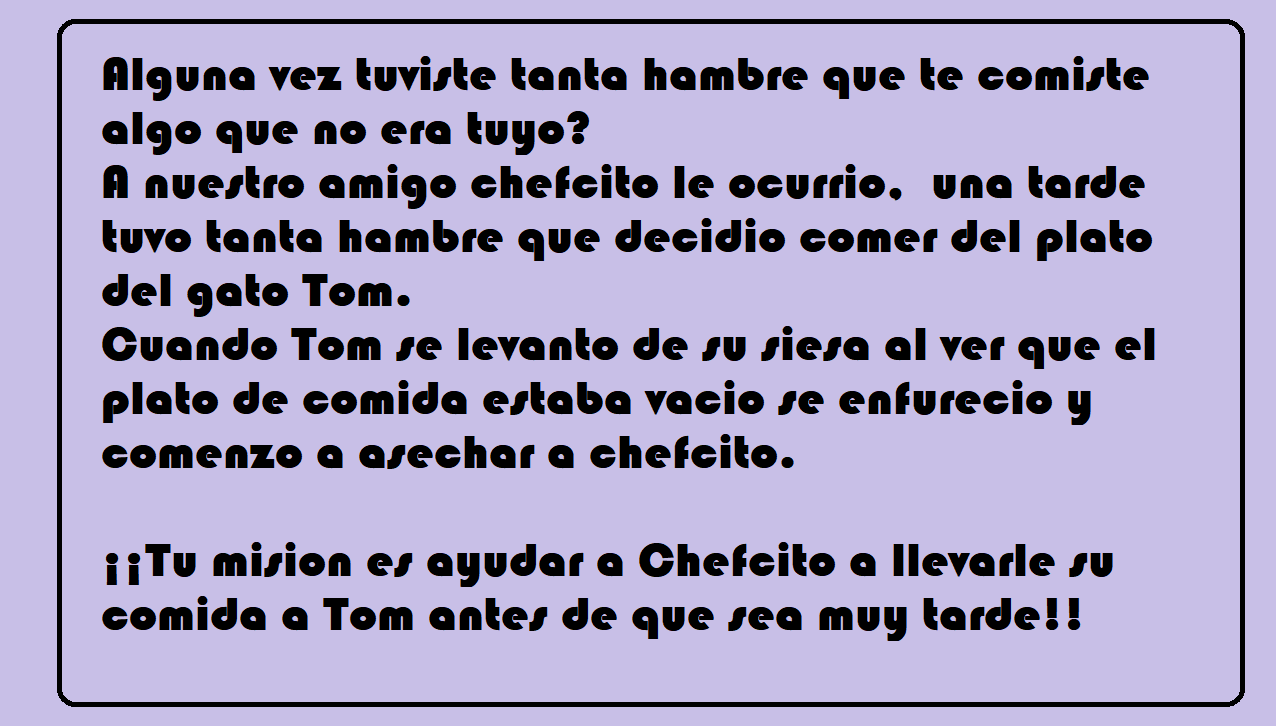 Alguna vez tuviste tanta hambre que te comiste
algo que no era tuyo?
A nuestro amigo chefcito le ocurrio, una tarde
tuvo tanta hambre que decidio comer del plato
del gato Tom.
Cuando Tom se levanto de su siesa al ver que el
plato de comida estaba vacio se enfurecio y
comenzo a asechar a chefcito.
¡¡Tu mision es ayudar a Chefcito a llevarle su
comida a Tom antes de que sea muy tarde!!